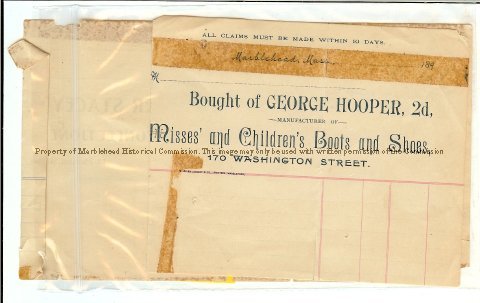 ALL CLAIMS MUST BE MADE WITHIN 10 DAYS.
Marblehead, Mass. 189
M
Bought of GEORGE HOOPER, 2d,
MANUFACTURER OF
Misses' and Children's Boots and Shoes,
Property of Marblehead Historical Commission. This image may only be used with written permission of the Commission
170 WASHINGTON STREET.